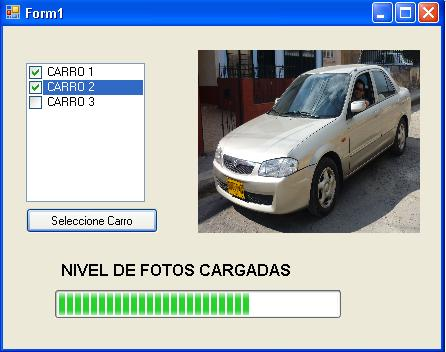 Form1
CARRO 1
CARRO 2
CARRO 3
Seleccione Carro
NIVEL DE FOTOS CARGADAS